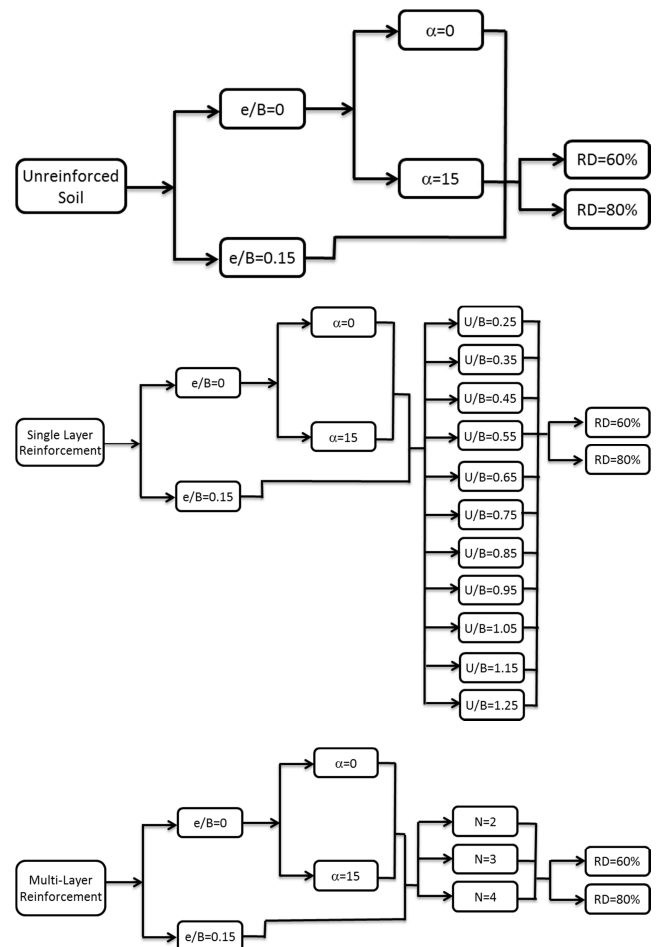 α=0
e/B=0
Unreinforced
Soil
α=15
RD=60%
RD=80%
e/B=0.15
α=0
e/B=0
Single Layer
Reinforcement
α=15
e/B=0.15
U/B=0.25
U/B=0.35
U/B=0.45
U/B=0.55
U/B=0.65
U/B=0.75
U/B=0.85
U/B=0.95
U/B=1.05
U/B=1.15
U/B=1.25
RD=60%
RD=80%
α=0
e/B=0
Multi-Layer
Reinforcement
α=15
e/B=0.15
N=2
N=3
N=4
RD=60%
RD=80%